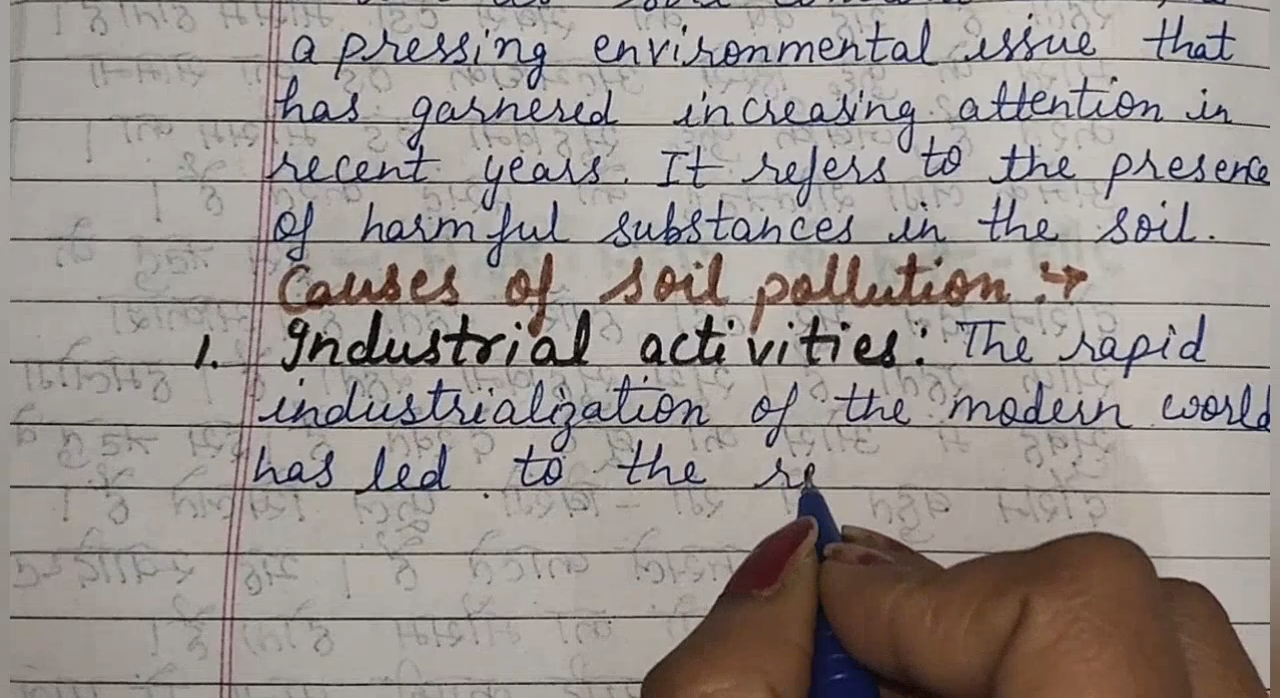 a pressing environmental issue that
has garnered increasing attention in
recent years. It refers to the presence
of harmful substances in the soil.
Causes of soil pollution :→
1. Industrial activities: The rapid
industrialization of the modern world
has led to the re